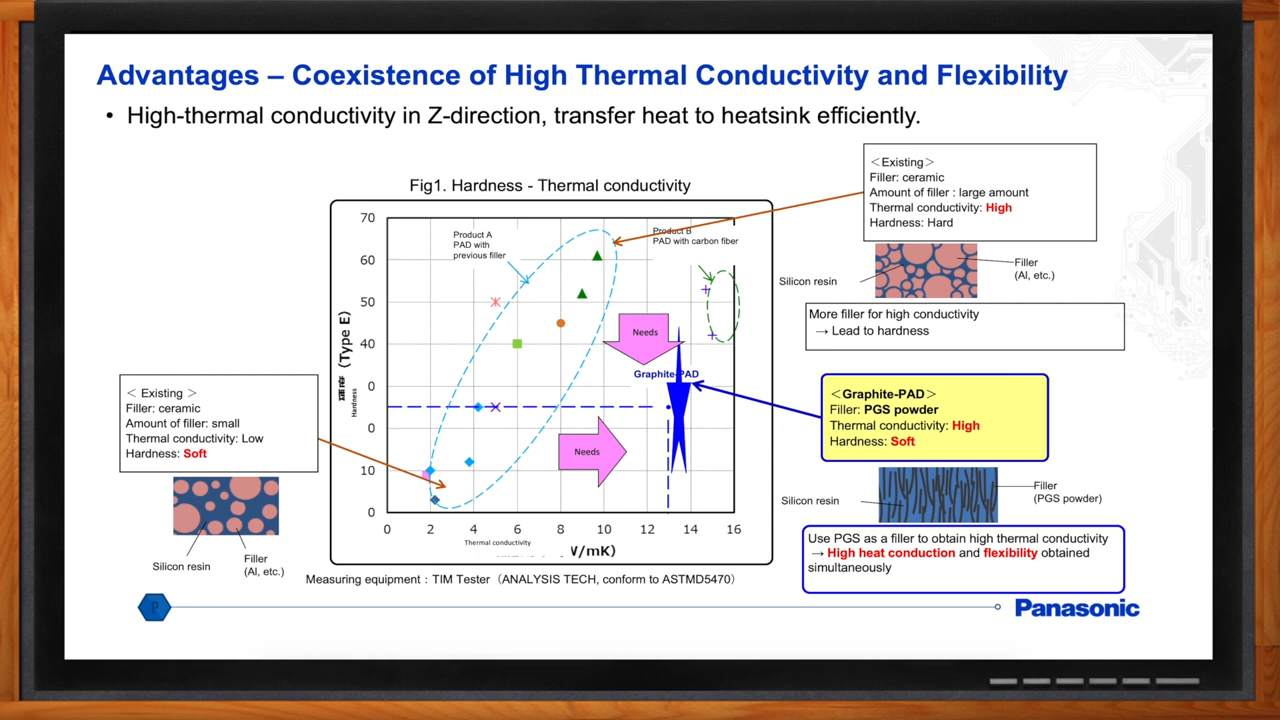 Advantages – Coexistence of High Thermal Conductivity and Flexibility
• High-thermal conductivity in Z-direction, transfer heat to heatsink efficiently.
Fig1. Hardness - Thermal conductivity
70
60
50
40
0
0
10
0
0
2
4
6
8
10
12
14
16
(Type E)
Hardness
Thermal conductivity
W/mK)
Product A
PAD with
previous filler
Product B
PAD with carbon fiber
Needs
Graphite-PAD
Needs
Measuring equipment：TIM Tester（ANALYSIS TECH, conform to ASTMD5470）
＜ Existing ＞
Filler: ceramic
Amount of filler: small
Thermal conductivity: Low
Hardness: Soft
Silicon resin
Filler
(Al, etc.)
＜Existing＞
Filler: ceramic
Amount of filler : large amount
Thermal conductivity: High
Hardness: Hard
Silicon resin
Filler
(Al, etc.)
More filler for high conductivity
→ Lead to hardness
＜Graphite-PAD＞
Filler: PGS powder
Thermal conductivity: High
Hardness: Soft
Silicon resin
Filler
(PGS powder)
Use PGS as a filler to obtain high thermal conductivity
→ High heat conduction and flexibility obtained
simultaneously
P
Panasonic